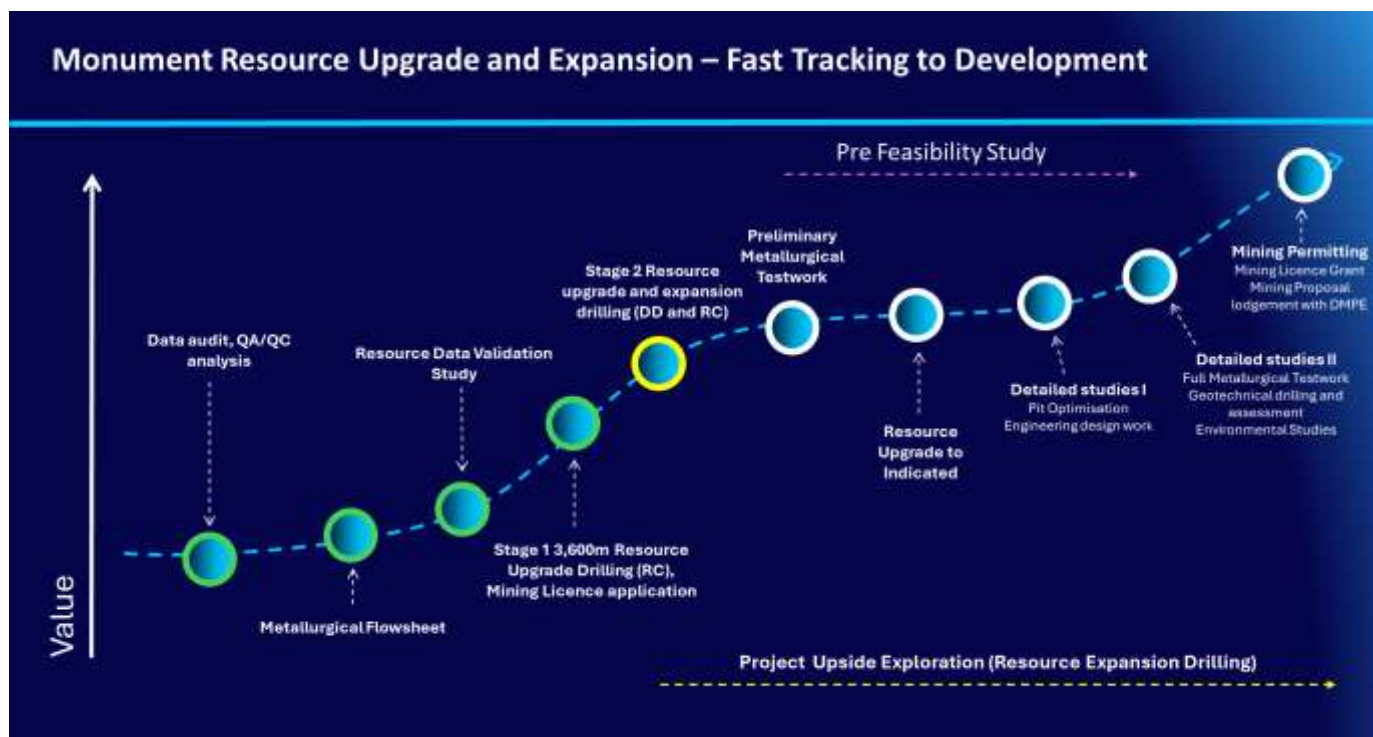 Monument Resource Upgrade and Expansion – Fast Tracking to Development
Value
Data audit, QA/QC
analysis
Metallurgical Flowsheet
Resource Data Validation
Study
Stage 1 3,600m Resource
Upgrade Drilling (RC),
Mining Licence application
Stage 2 Resource
upgrade and expansion
drilling (DD and RC)
Preliminary
Metallurgical
Testwork
Pre Feasibility Study
Resource
Upgrade to
Indicated
Detailed studies I
Pit Optimisation
Engineering design work
Detailed studies II
Full Metallurgical Testwork
Geotechnical drilling and
assessment
Environmental Studies
Mining Permitting
Mining Licence Grant
Mining Proposal
lodgement with DMPE
Project Upside Exploration (Resource Expansion Drilling)